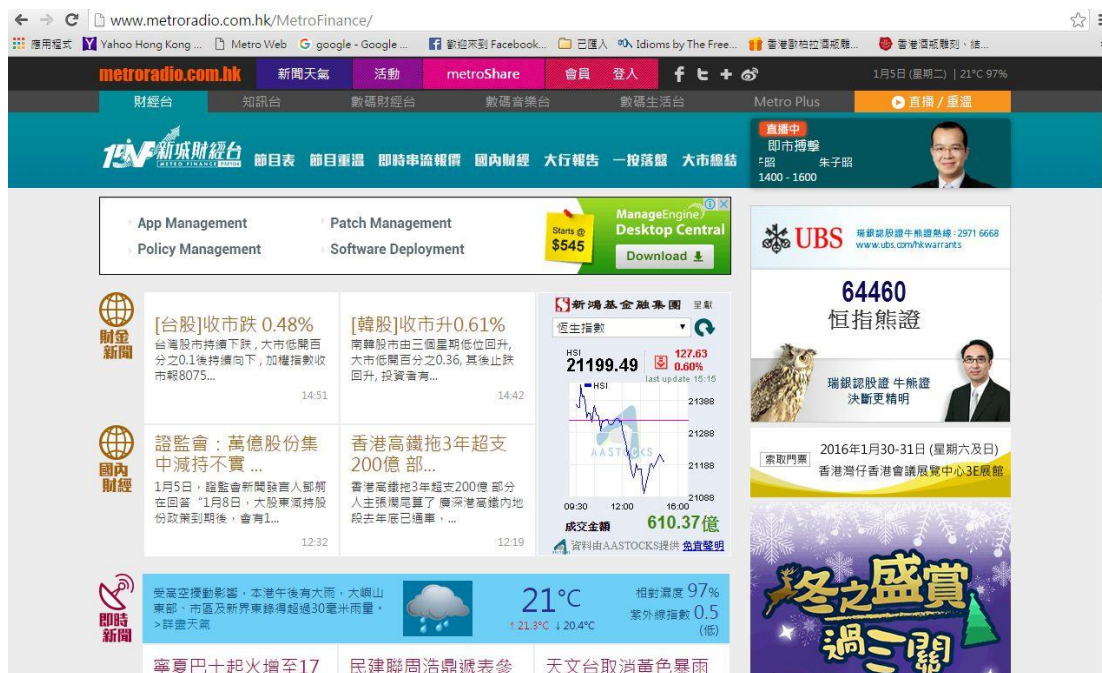 www.metroradio.com.hk/MetroFinance/
應用程式 Yahoo Hong Kong ... Metro Web google - Google ... 歡迎來到 Facebook... 已匯入 Idioms by The Free... 香港歐柏拉酒瓶雕... 香港酒瓶雕刻、結...
metroradio.com.hk 新聞天氣 活動 metroShare 會員 登入 1月5日(星期二) | 21°C 97%
財經台 知訊台 數碼財經台 數碼音樂台 數碼生活台 Metro Plus 直播 / 重溫
15 新城財經台 節目表 節目重溫 即時串流報價 國內財經 大行報告 一按落盤 大市總結
METRO FINANCE
直播中
即市搏擊
昭 朱子昭
1400 - 1600
App Management Patch Management
Policy Management Software Deployment
Starts @
$545
ManageEngine
Desktop Central
Download
UBS 瑞銀認股證牛熊證熱線:2971 6668
www.ubs.com/hkwarrants
64460
恒指熊證
瑞銀認股證 牛熊證
決斷更精明
索取門票
2016年1月30-31日 (星期六及日)
香港灣仔香港會議展覽中心3E展館
冬之盛賞
過三關
財金
新聞
[台股]收市跌 0.48%
台灣股市持續下跌,大市低開百
分之0.1後持續向下,加權指數收
市報8075...
14:51
[韓股]收市升0.61%
南韓股市由三個星期低位回升,
大市低開百分之0.36, 其後止跌
回升, 投資者有...
14:42
新鴻基金融集團 呈獻
恆生指數
HSI
21199.49
127.63
0.60%
last update 15:15
HSI
21388
21288
21188
21088
AASTOCKS
09:30 12:00 16:00
成交金額 610.37億
資料由AASTOCKS提供 免責聲明
國內
財經
證監會：萬億股份集
中減持不實 ...
1月5日，證監會新聞發言人鄧舸
在回答“1月8日，大股東減持股
份政策到期後，會有1...
12:32
香港高鐵拖3年超支
200億 部...
香港高鐵拖3年超支200億 部分
人主張爛尾算了 廣深港高鐵內地
段去年底已通車，...
12:19
即時
新聞
受高空擾動影響，本港午後有大雨，大嶼山
東部、市區及新界東錄得超過30毫米雨量。
>詳盡天氣
21°C
↑21.3°C ↓20.4°C
相對濕度 97%
紫外線指數 0.5
(低)
寧夏巴士起火增至17
民建聯周浩鼎遞表參
天文台取消黃色暴雨